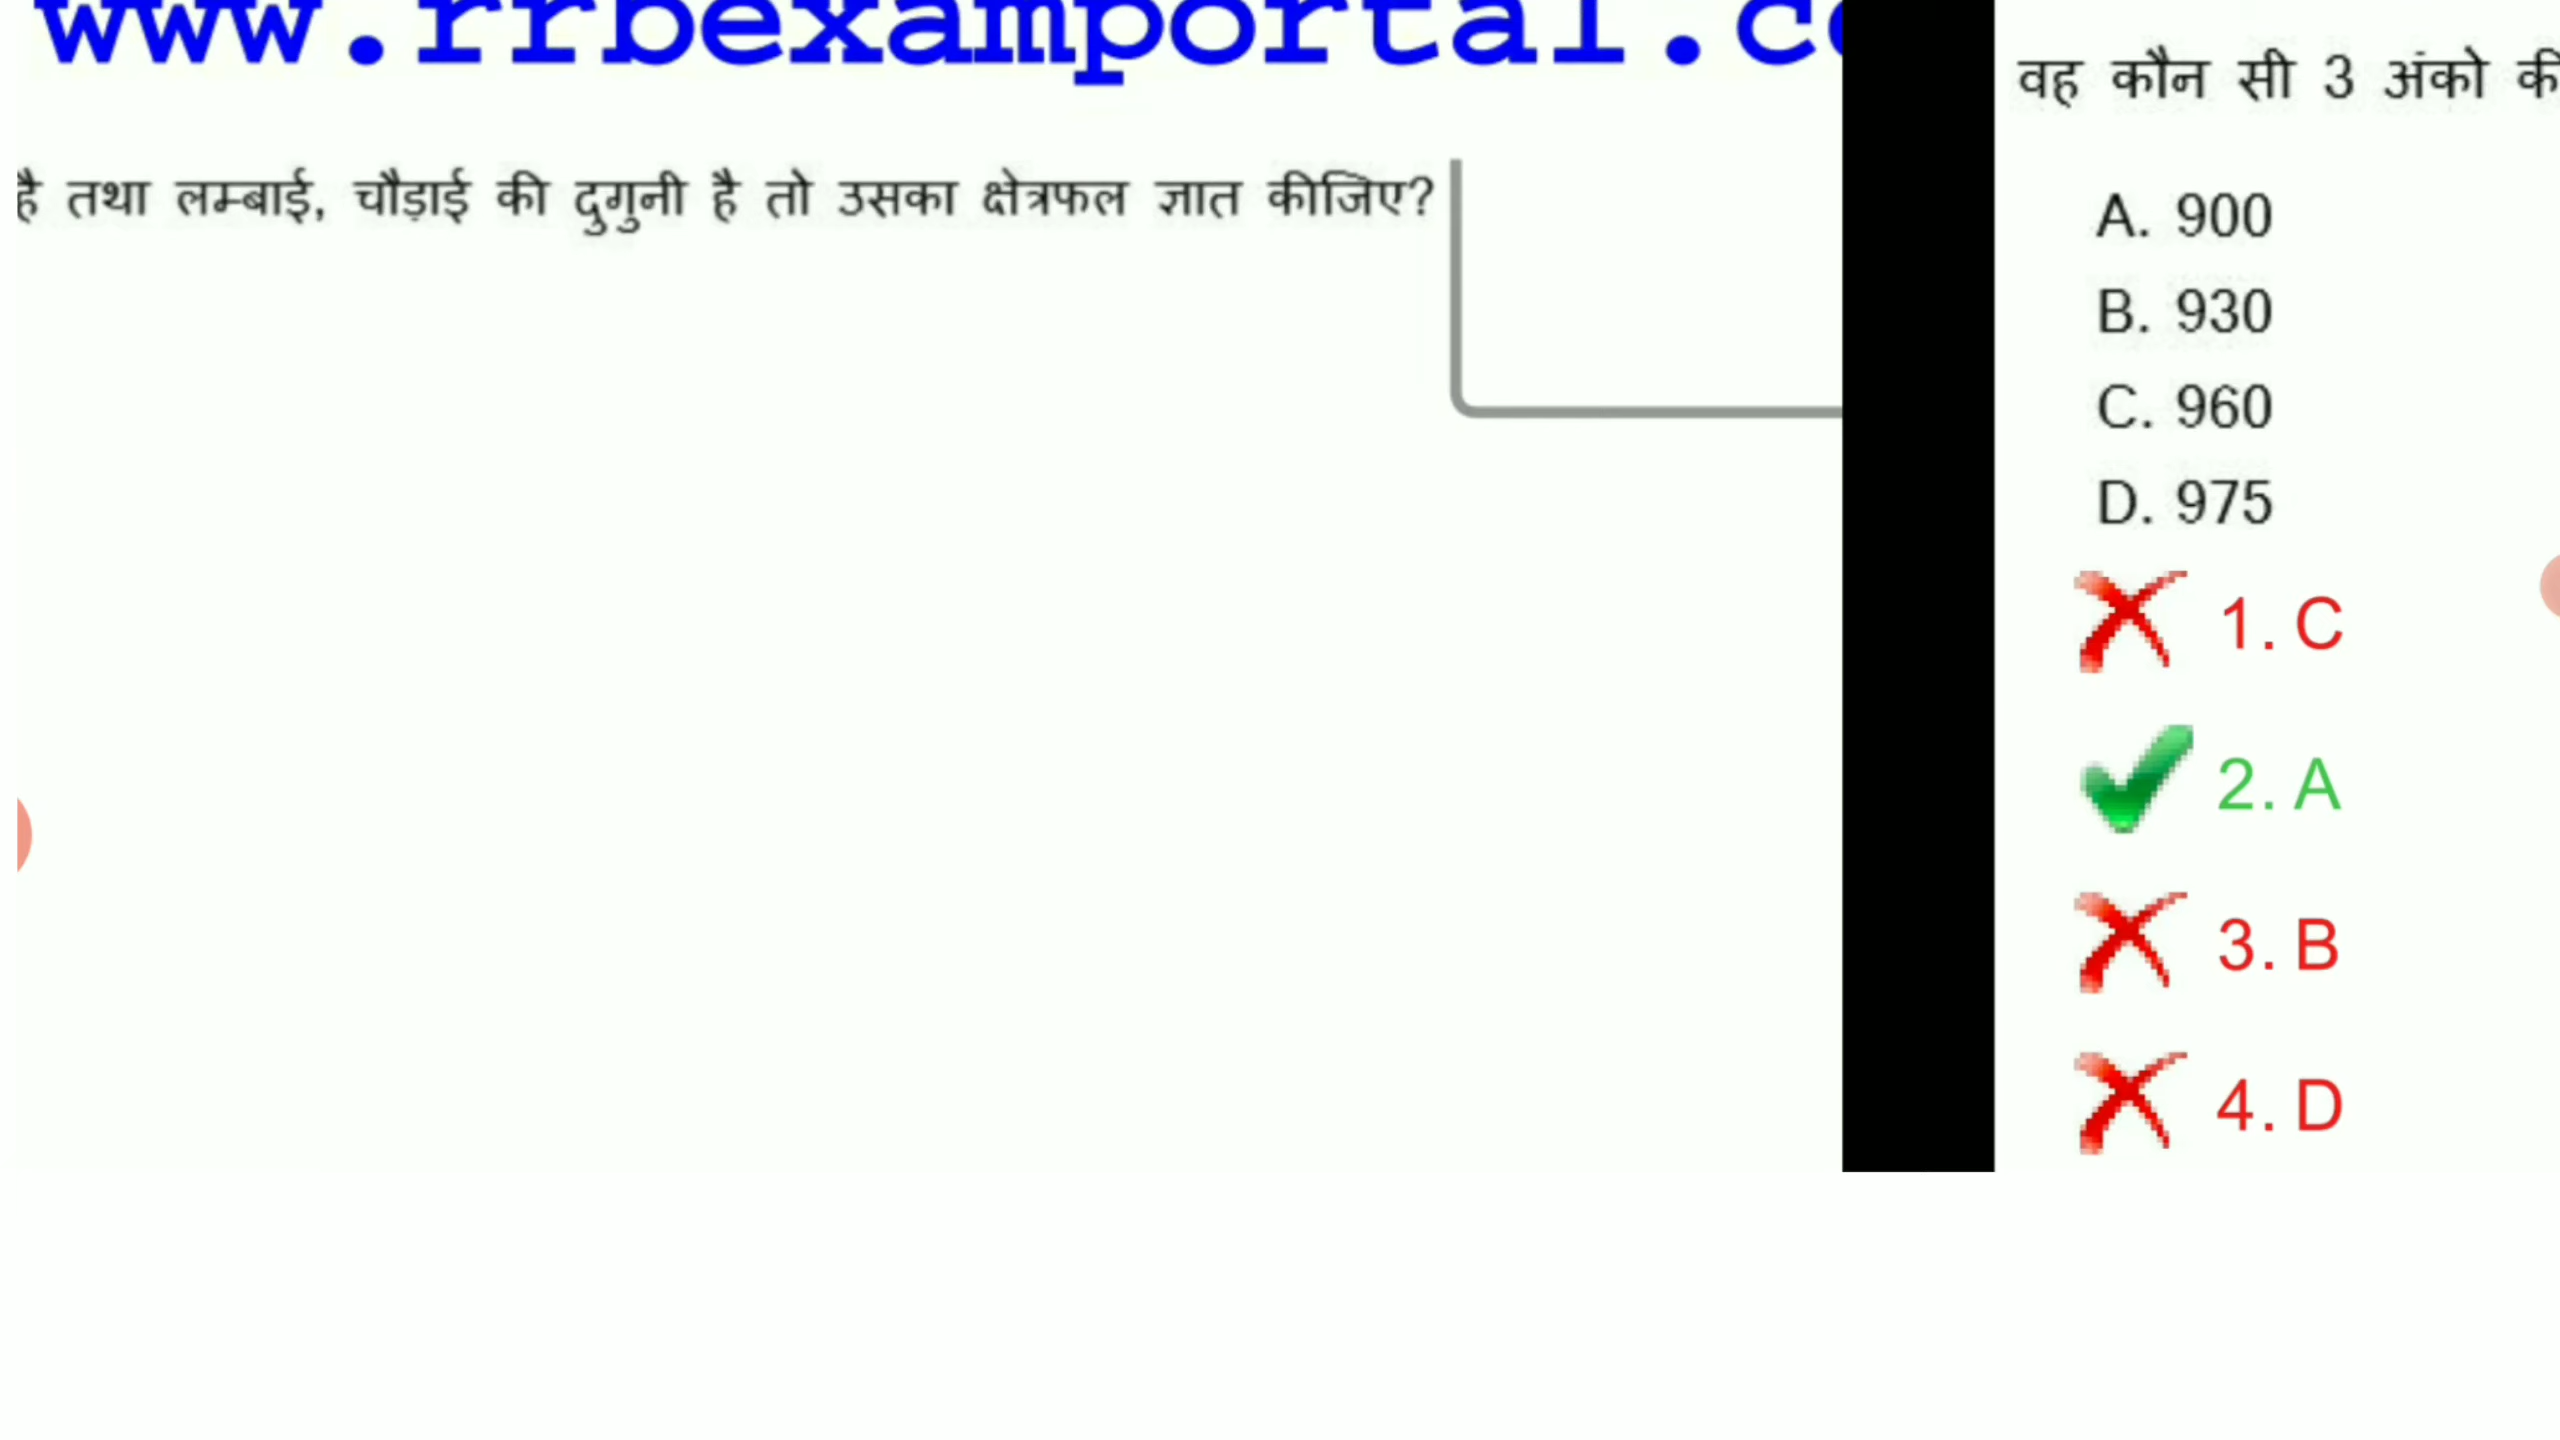 www.rrbexamportal.c
है तथा लम्बाई, चौड़ाई की दुगुनी है तो उसका क्षेत्रफल ज्ञात कीजिए?
वह कौन सी 3 अंको की
A. 900
B. 930
C. 960
D. 975
1. C
2. A
3. B
4. D